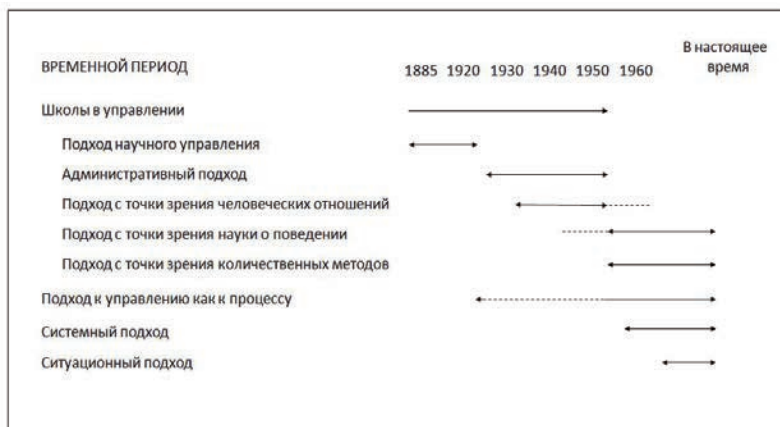 В настоящее
ВРЕМЕННОЙ ПЕРИОД 1885 1920 1930 1940 1950 1960 время
Школы в управлении
Подход научного управления
Административный подход
Подход с точки зрения человеческих отношений
Подход с точки зрения науки о поведении
Подход с точки зрения количественных методов
Подход к управлению как к процессу
Системный подход
Ситуационный подход